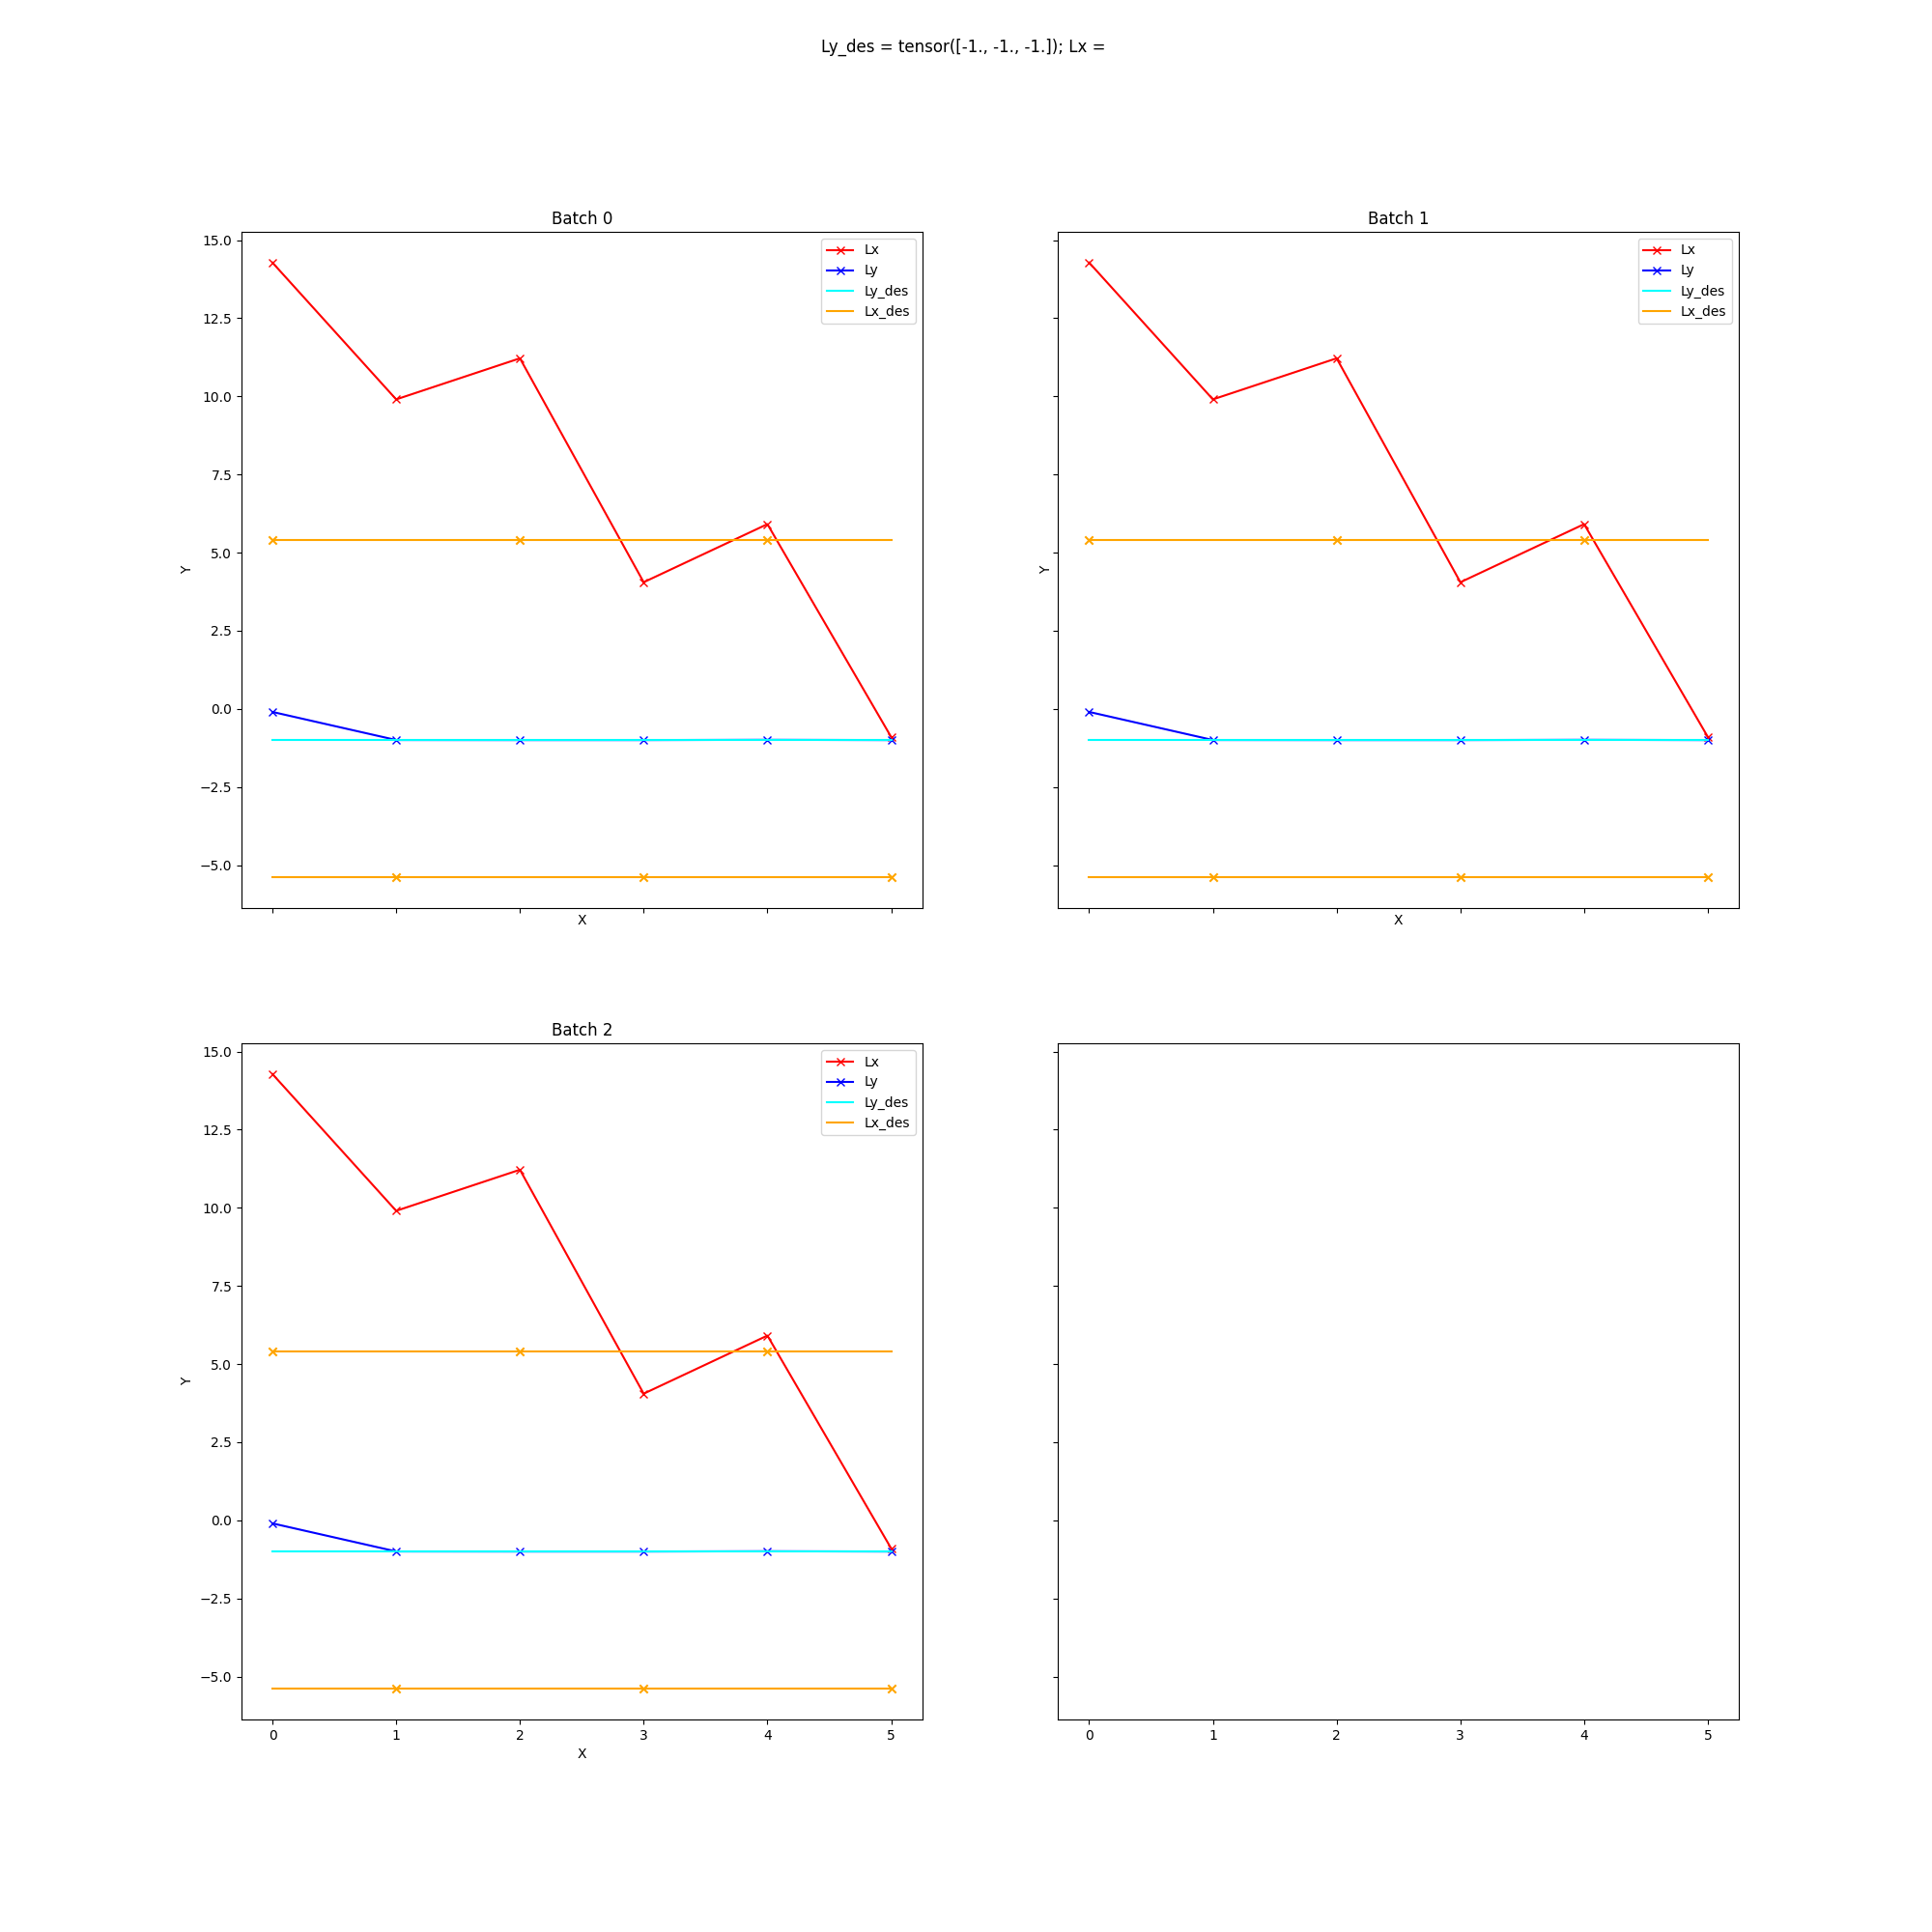 Ly_des = tensor([-1., -1., -1.]); Lx =
Batch 0
15.0
12.5
10.0
7.5
5.0
2.5
0.0
−2.5
−5.0
Y
X
Lx
Ly
Ly_des
Lx_des
Batch 1
Y
X
Lx
Ly
Ly_des
Lx_des
Batch 2
15.0
12.5
10.0
7.5
5.0
2.5
0.0
−2.5
−5.0
Y
0 1 2 3 4 5
X
Lx
Ly
Ly_des
Lx_des
0 1 2 3 4 5